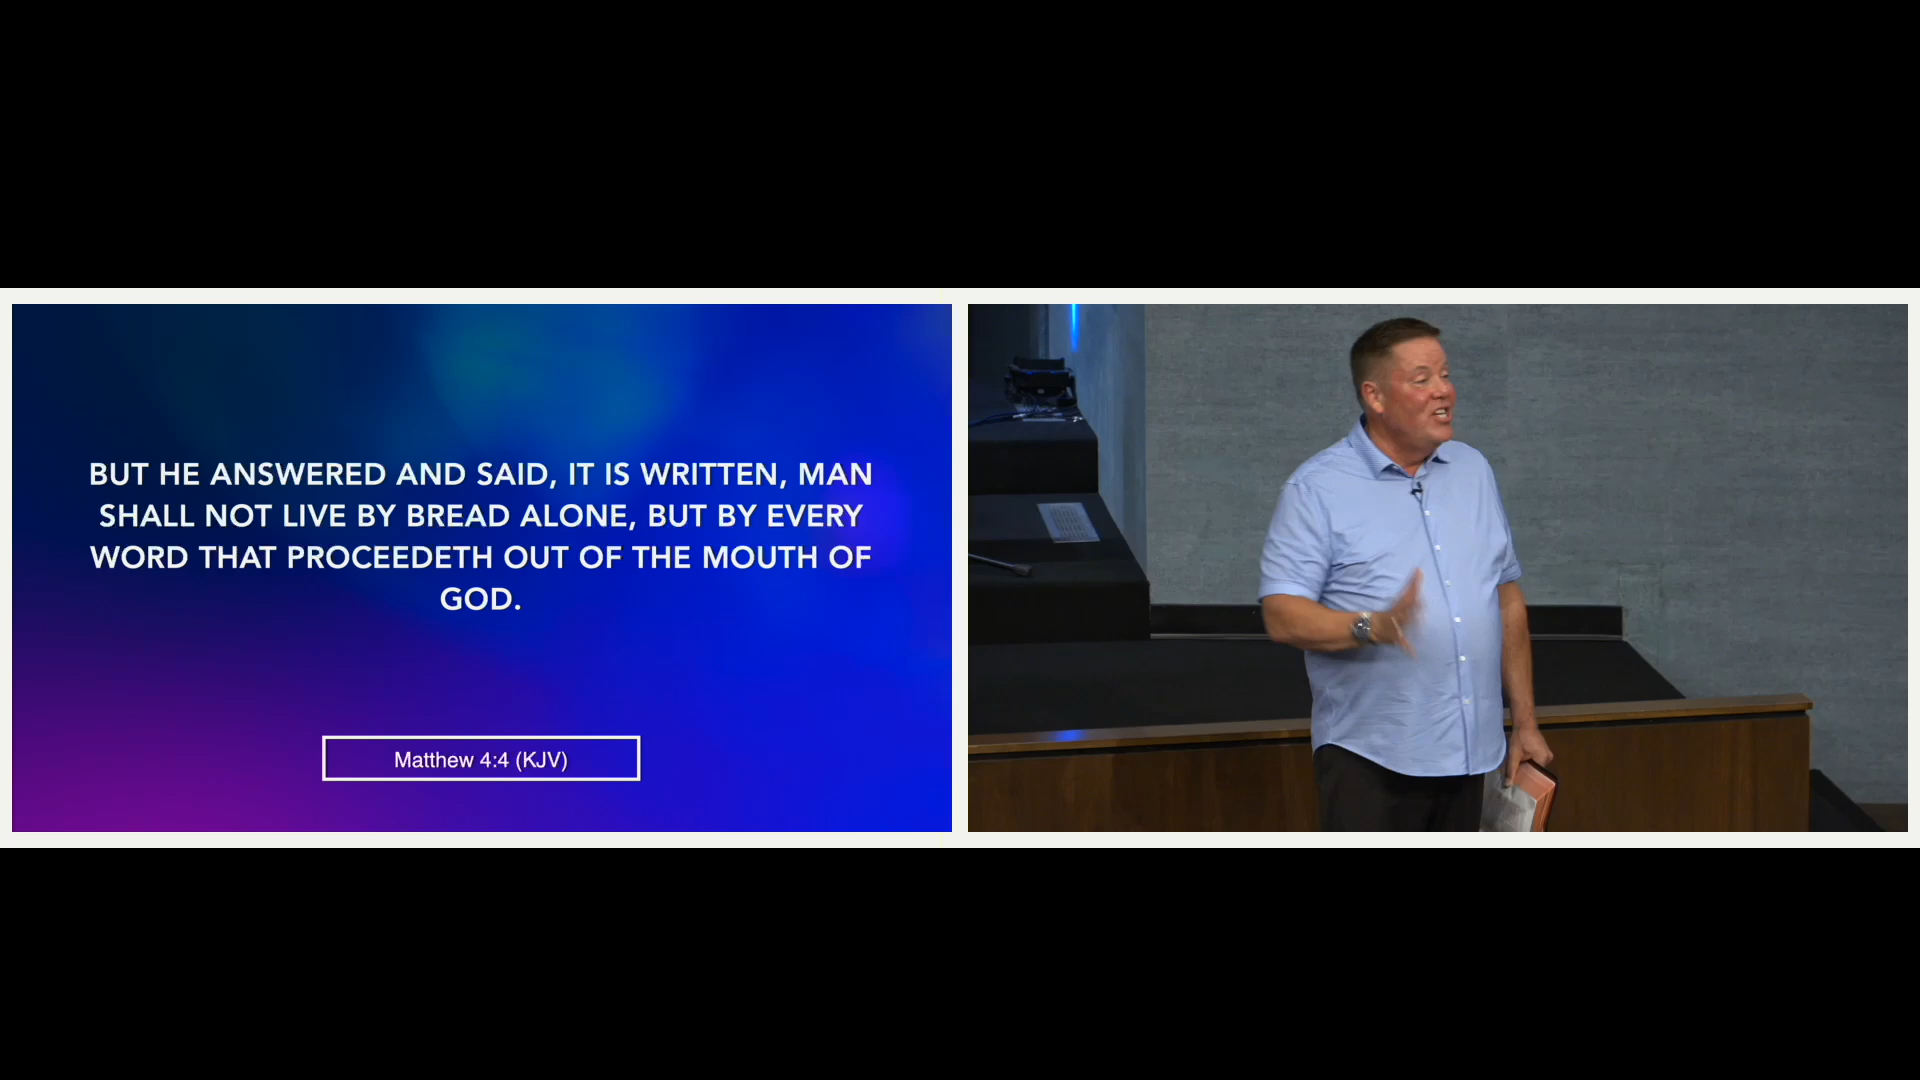 BUT HE ANSWERED AND SAID, IT IS WRITTEN, MAN
SHALL NOT LIVE BY BREAD ALONE, BUT BY EVERY
WORD THAT PROCEEDETH OUT OF THE MOUTH OF
GOD.
Matthew 4:4 (KJV)